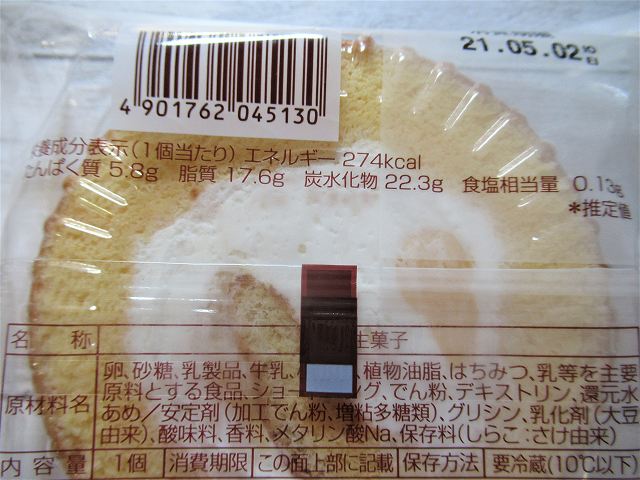 21.05.02
4 901762 045130
養成分表示(1個当たり) エネルギー 274kcal
たんぱく質 5.8g 脂質 17.6g 炭水化物 22.3g 食塩相当量 0.13g
*推定値
名 称 生菓子
原材料名 卵、砂糖、乳製品、牛乳、 植物油脂、はちみつ、乳等を主要
原料とする食品、ショー ング、でん粉、デキストリン、還元水
あめ／安定剤(加工でん粉、増粘多糖類)、グリシン、乳化剤(大豆
由来)、酸味料、香料、メタリン酸Na、保存料(しらこ:さけ由来)
内容量 1個 消費期限 この面上部に記載 保存方法 要冷蔵(10℃以下)